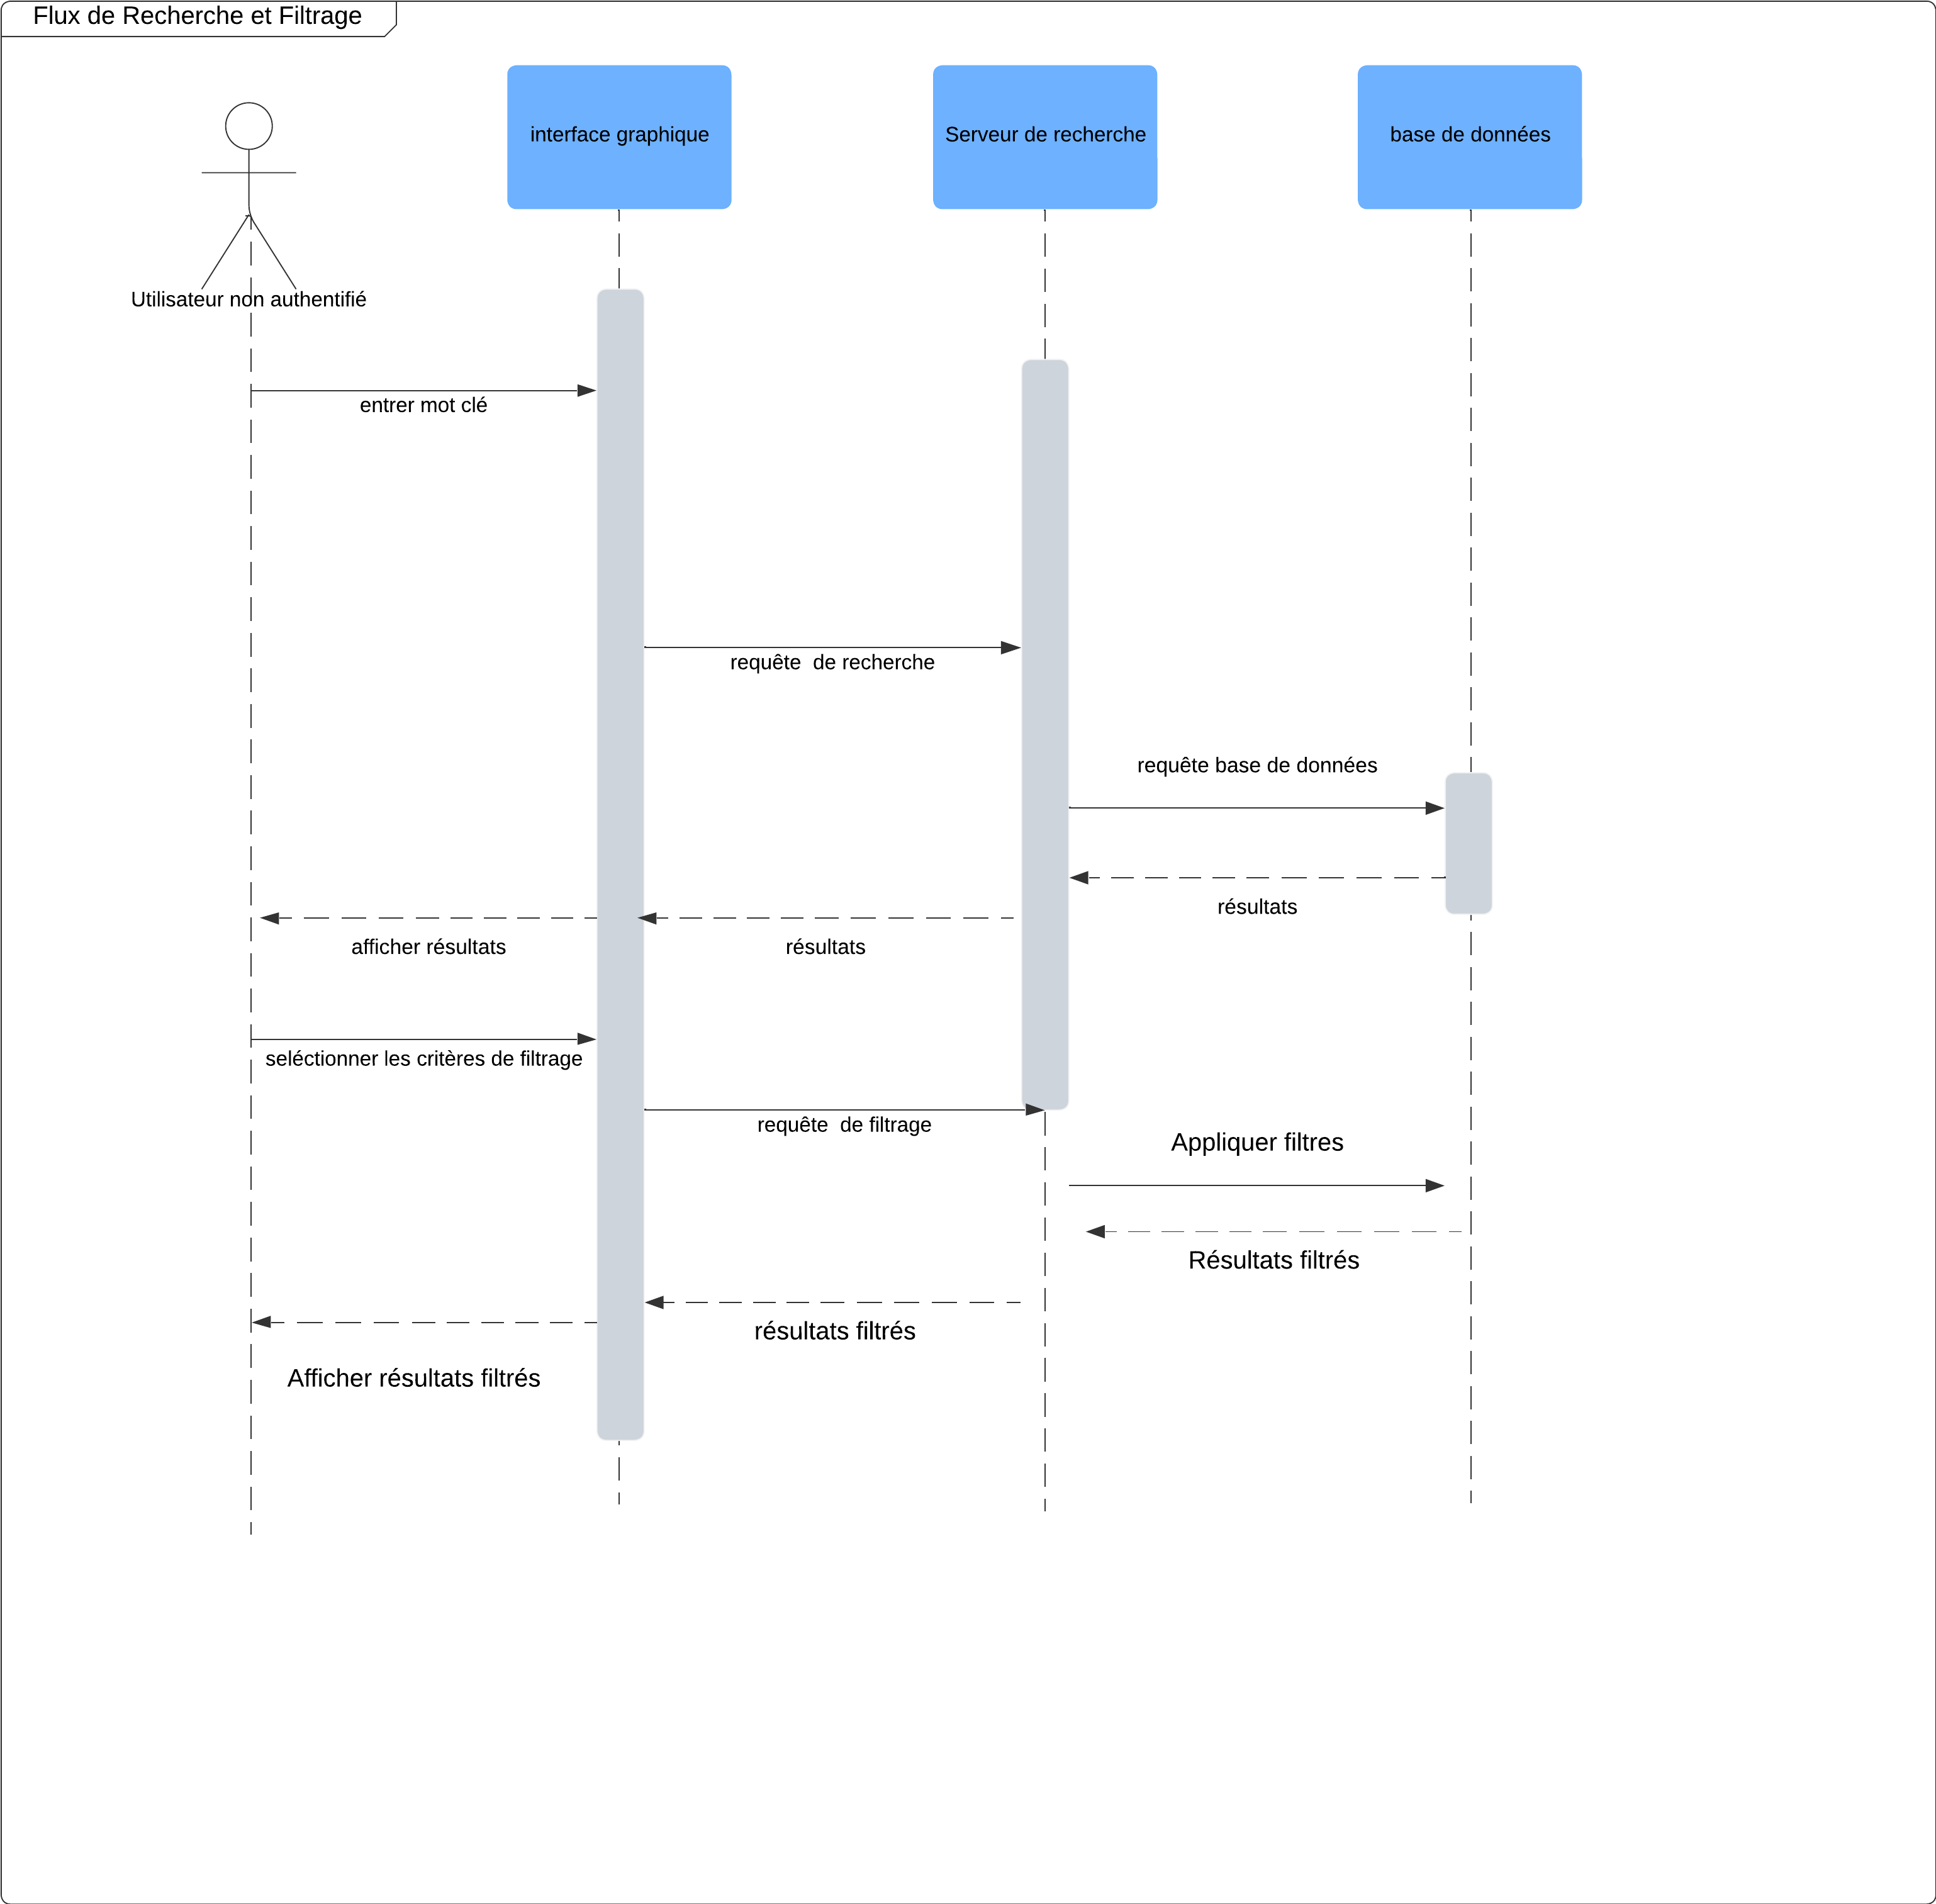 Flux de Recherche et Filtrage
interface graphique
Serveur de recherche
base de données
Utilisateur non authentifié
entrer mot clé
requête  de recherche
requête base de données
résultats
afficher résultats
résultats
seléctionner les critères de filtrage
requête  de filtrage
Appliquer filtres
Résultats filtrés
résultats filtrés
Afficher résultats filtrés